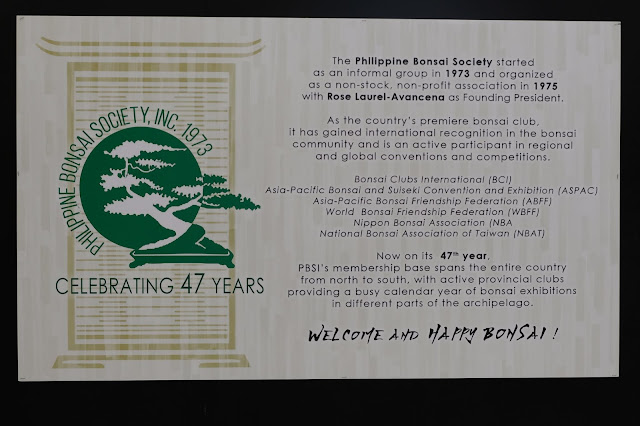 PHILIPPINE BONSAI SOCIETY, INC. 1973
CELEBRATING 47 YEARS
The Philippine Bonsai Society started
as an informal group in 1973 and organized
as a non-stock, non-profit association in 1975
with Rose Laurel-Avancena as Founding President.
As the country's premiere bonsai club,
it has gained international recognition in the bonsai
community and is an active participant in regional
and global conventions and competitions.
Bonsai Clubs International (BCI)
Asia-Pacific Bonsai and Suiseki Convention and Exhibition (ASPAC)
Asia-Pacific Bonsai Friendship Federation (ABFF)
World Bonsai Friendship Federation (WBFF)
Nippon Bonsai Association (NBA
National Bonsai Association of Taiwan (NBAT)
Now on its 47th year,
PBSI's membership base spans the entire country
from north to south, with active provincial clubs
providing a busy calendar year of bonsai exhibitions
in different parts of the archipelago.
WELCOME AND HAPPY BONSAI !